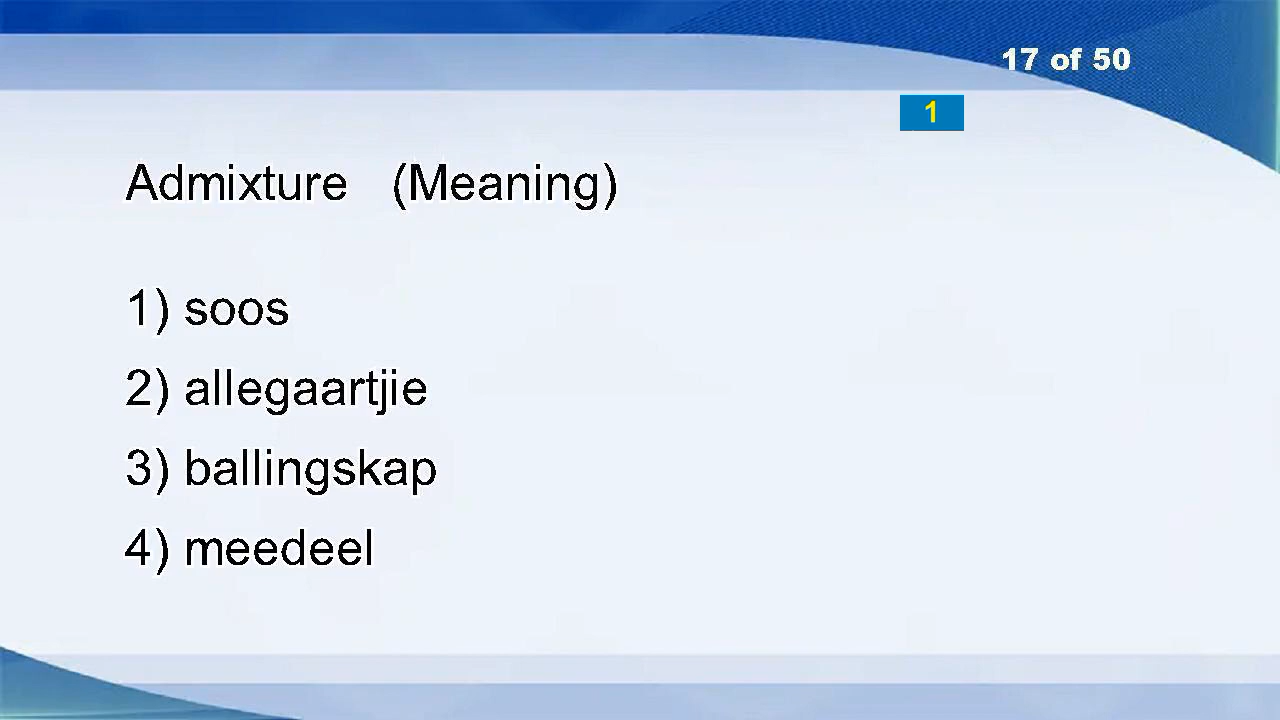 17 of 50
1
Admixture (Meaning)
1) soos
2) allegaartjie
3) ballingskap
4) meedeel